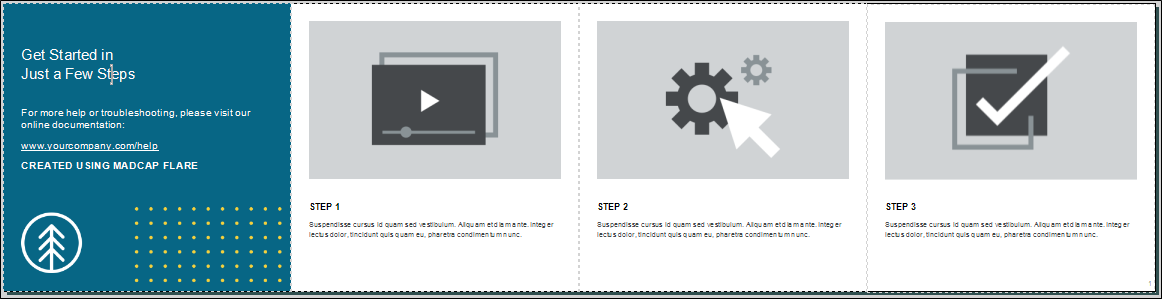 Get Started in
Just a Few Steps
For more help or troubleshooting, please visit our
online documentation:
www.yourcompany.com/help
CREATED USING MADCAP FLARE
STEP 1
Suspendisse cursus id quam sed vestibulum. Aliquam et diam ante. Integer
lectus dolor, tincidunt quis quam eu, pharetra condimentum nunc.
STEP 2
Suspendisse cursus id quam sed vestibulum. Aliquam et diam ante. Integer
lectus dolor, tincidunt quis quam eu, pharetra condimentum nunc.
STEP 3
Suspendisse cursus id quam sed vestibulum. Aliquam et diam ante. Integer
lectus dolor, tincidunt quis quam eu, pharetra condimentum nunc.